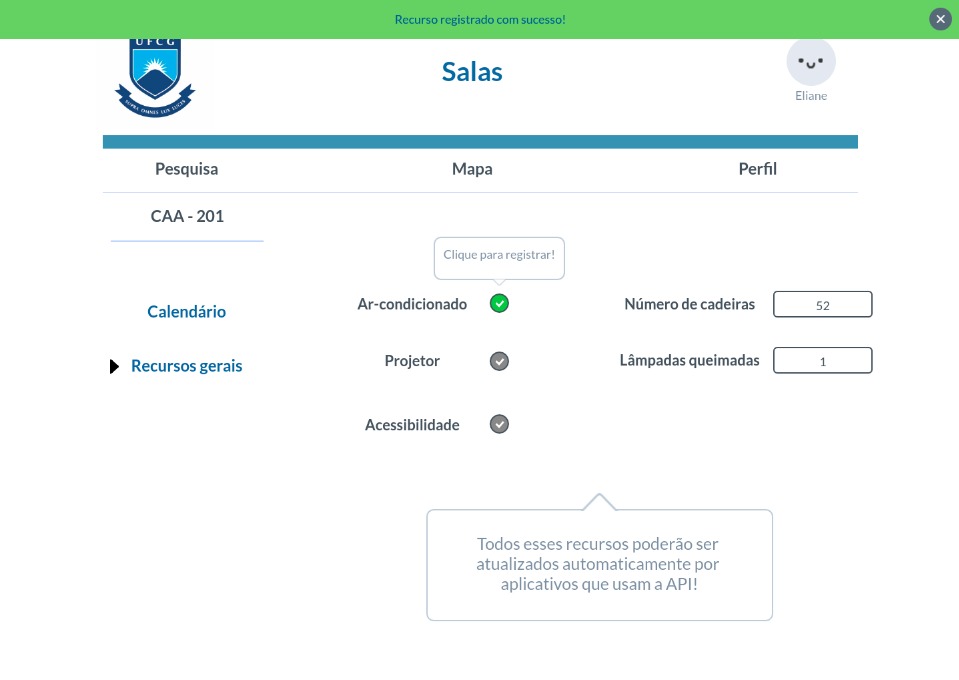 Recurso registrado com sucesso!
UFCG
SUPRA OMNES LUX LUCES
Salas
Eliane
Pesquisa
Mapa
Perfil
CAA - 201
Clique para registrar!
Calendário
Ar-condicionado
Número de cadeiras
52
Recursos gerais
Projetor
Lâmpadas queimadas
1
Acessibilidade
Todos esses recursos poderão ser
atualizados automaticamente por
aplicativos que usam a API!